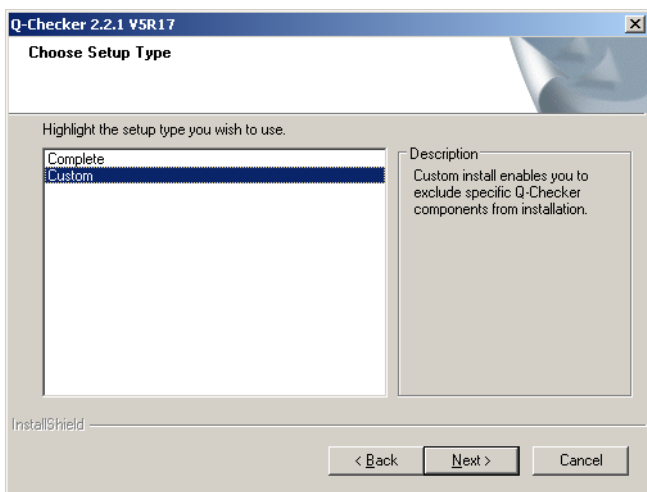 Q-Checker 2.2.1 V5R17
Choose Setup Type
Highlight the setup type you wish to use.
Complete
Custom
Description
Custom install enables you to
exclude specific Q-Checker
components from installation.
InstallShield
< Back
Next >
Cancel